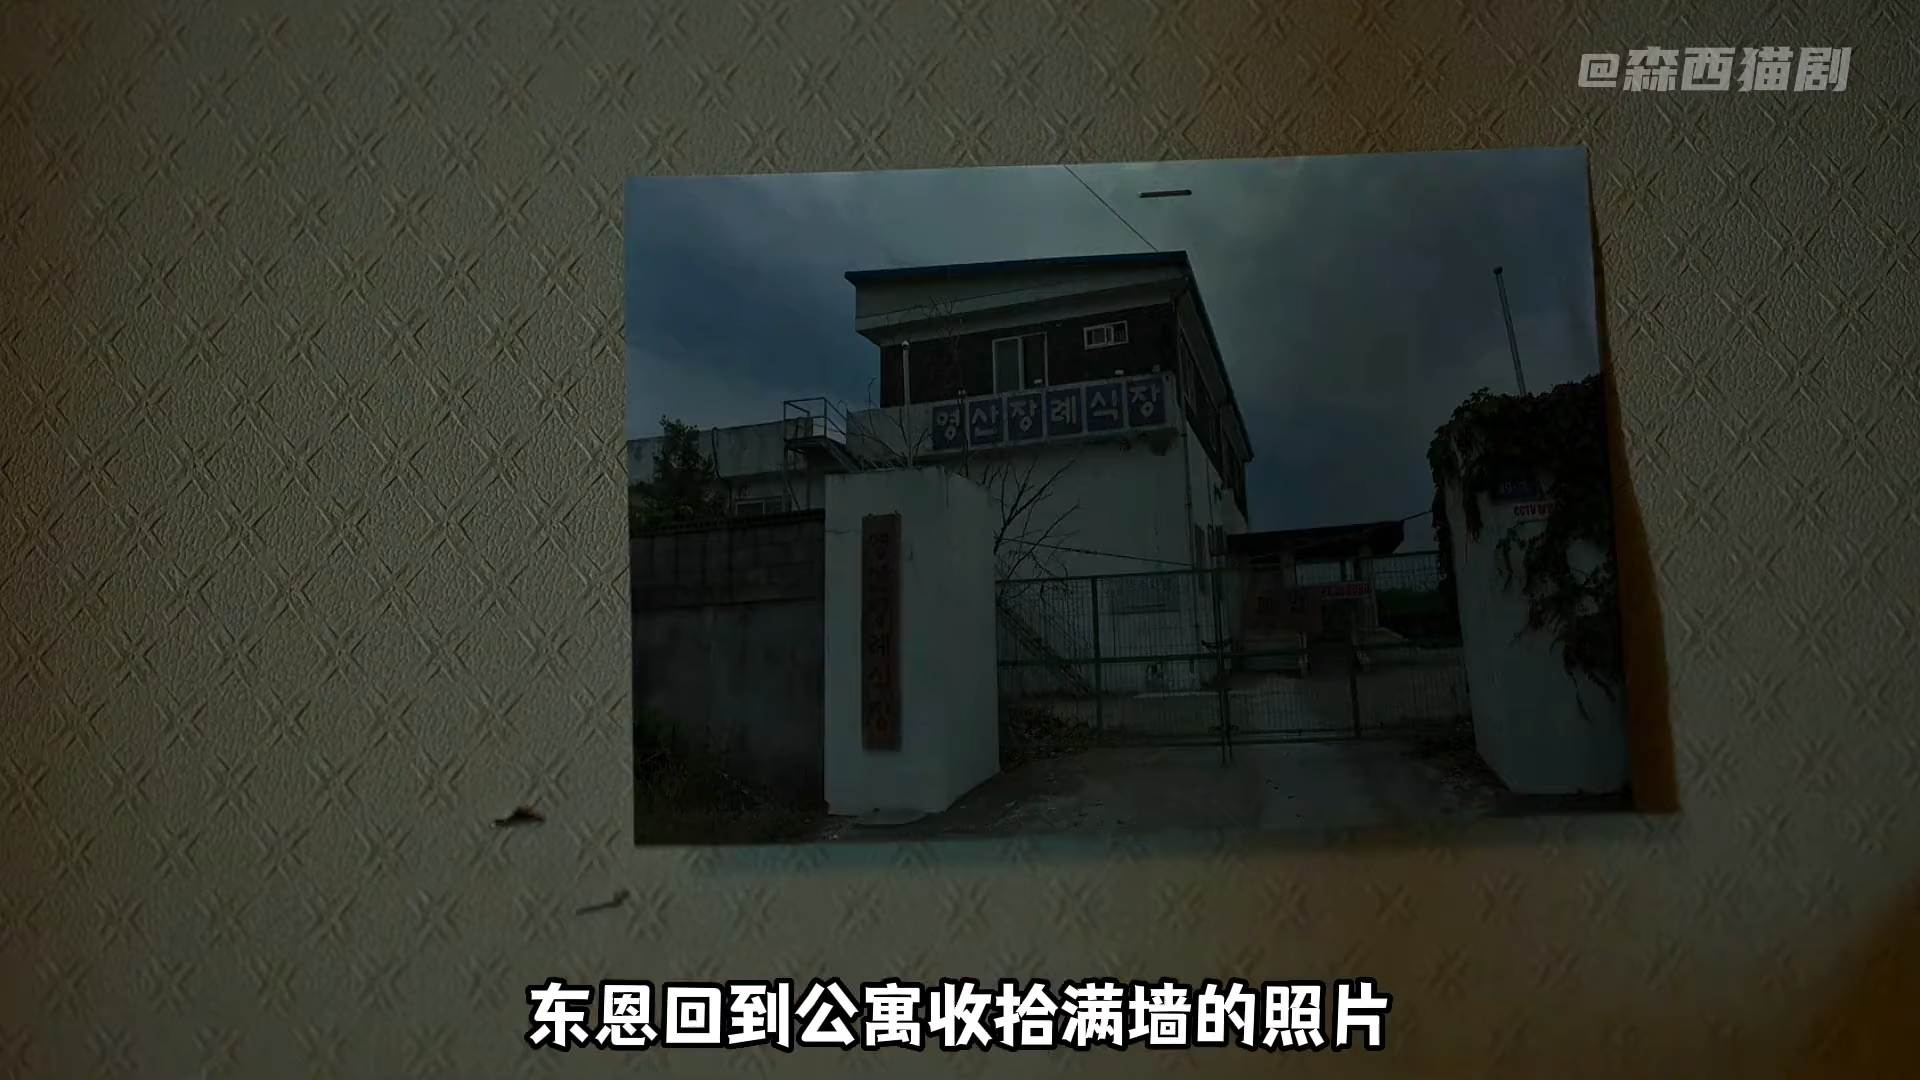 @森西猫剧
명산장례식장
东恩回到公寓收拾满墙的照片